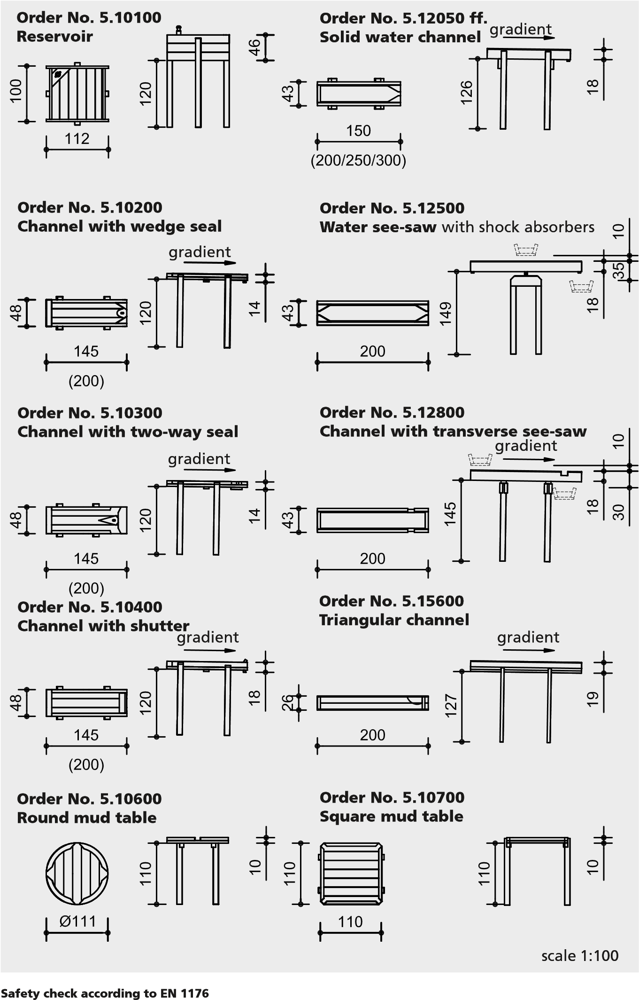 Order No. 5.10100
Reservoir
46
120
100
112
Order No. 5.12050 ff.
Solid water channel
gradient
18
126
43
150
(200/250/300)
Order No. 5.10200
Channel with wedge seal
gradient
14
120
48
145
(200)
Order No. 5.12500
Water see-saw with shock absorbers
10
35
18
149
43
200
Order No. 5.10300
Channel with two-way seal
gradient
14
120
48
145
(200)
Order No. 5.12800
Channel with transverse see-saw
gradient
10
18
30
145
43
200
Order No. 5.10400
Channel with shutter
gradient
18
120
48
145
(200)
Order No. 5.15600
Triangular channel
gradient
19
127
26
200
Order No. 5.10600
Round mud table
10
110
Ø111
Order No. 5.10700
Square mud table
10
110
110
110
scale 1:100
Safety check according to EN 1176